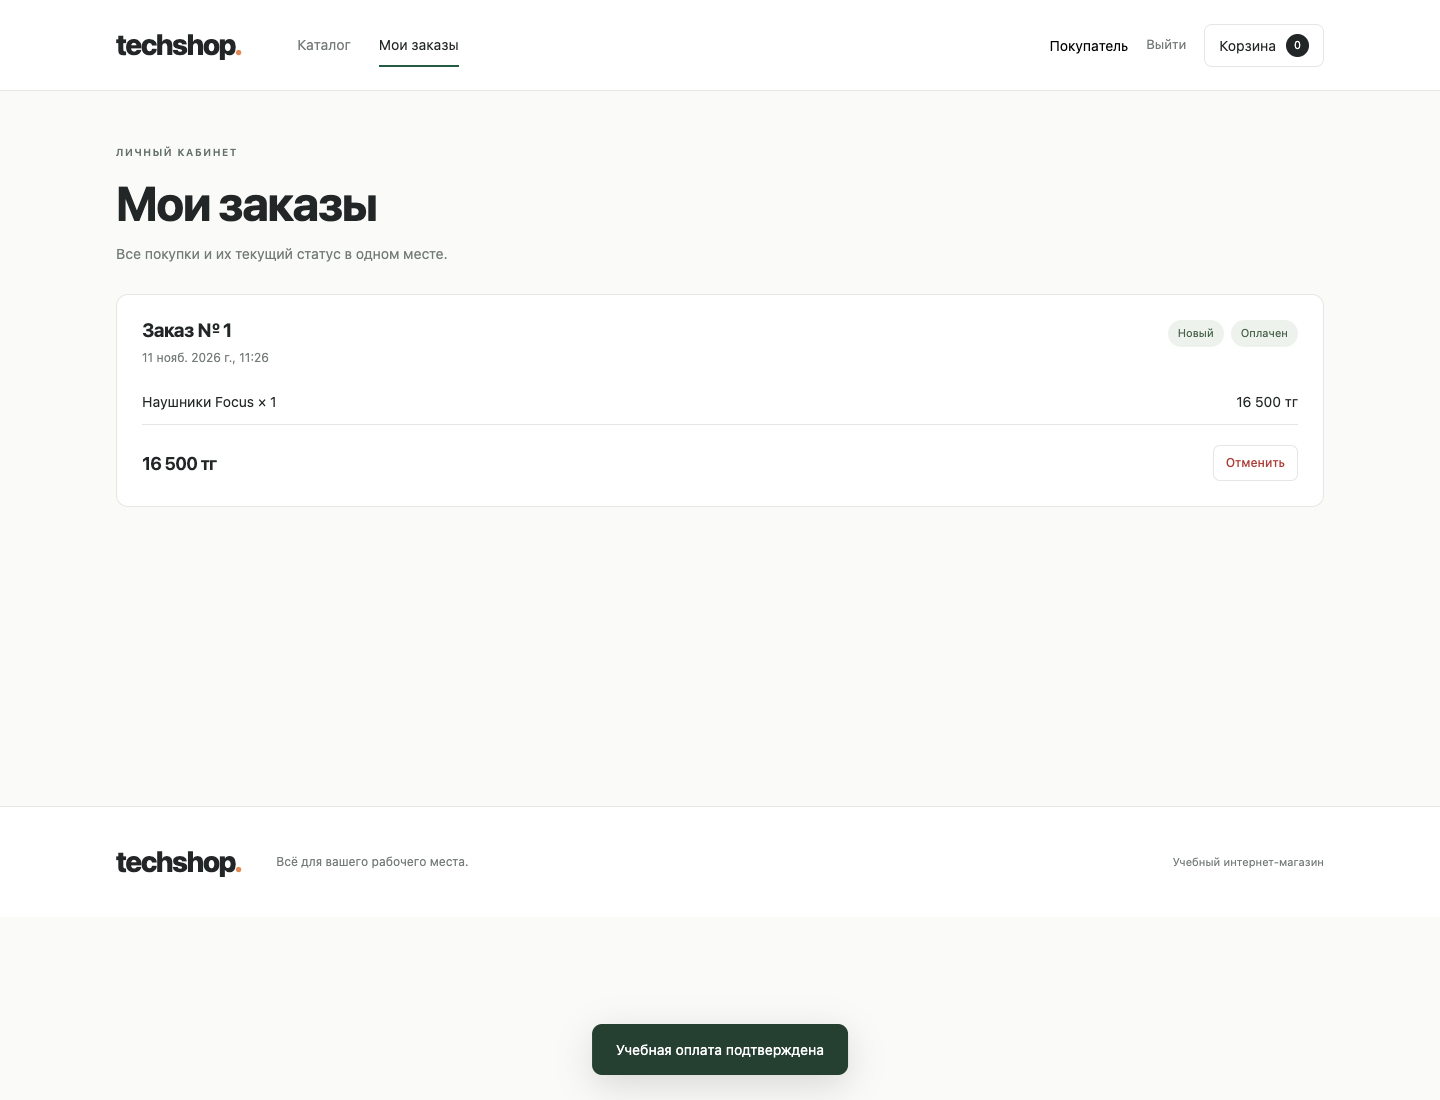 techshop.
Каталог
Мои заказы
Покупатель
Выйти
Корзина 0
ЛИЧНЫЙ КАБИНЕТ
Мои заказы
Все покупки и их текущий статус в одном месте.
Заказ № 1
Новый
Оплачен
11 нояб. 2026 г., 11:26
Наушники Focus × 1
16 500 тг
16 500 тг
Отменить
techshop.
Всё для вашего рабочего места.
Учебный интернет-магазин
Учебная оплата подтверждена